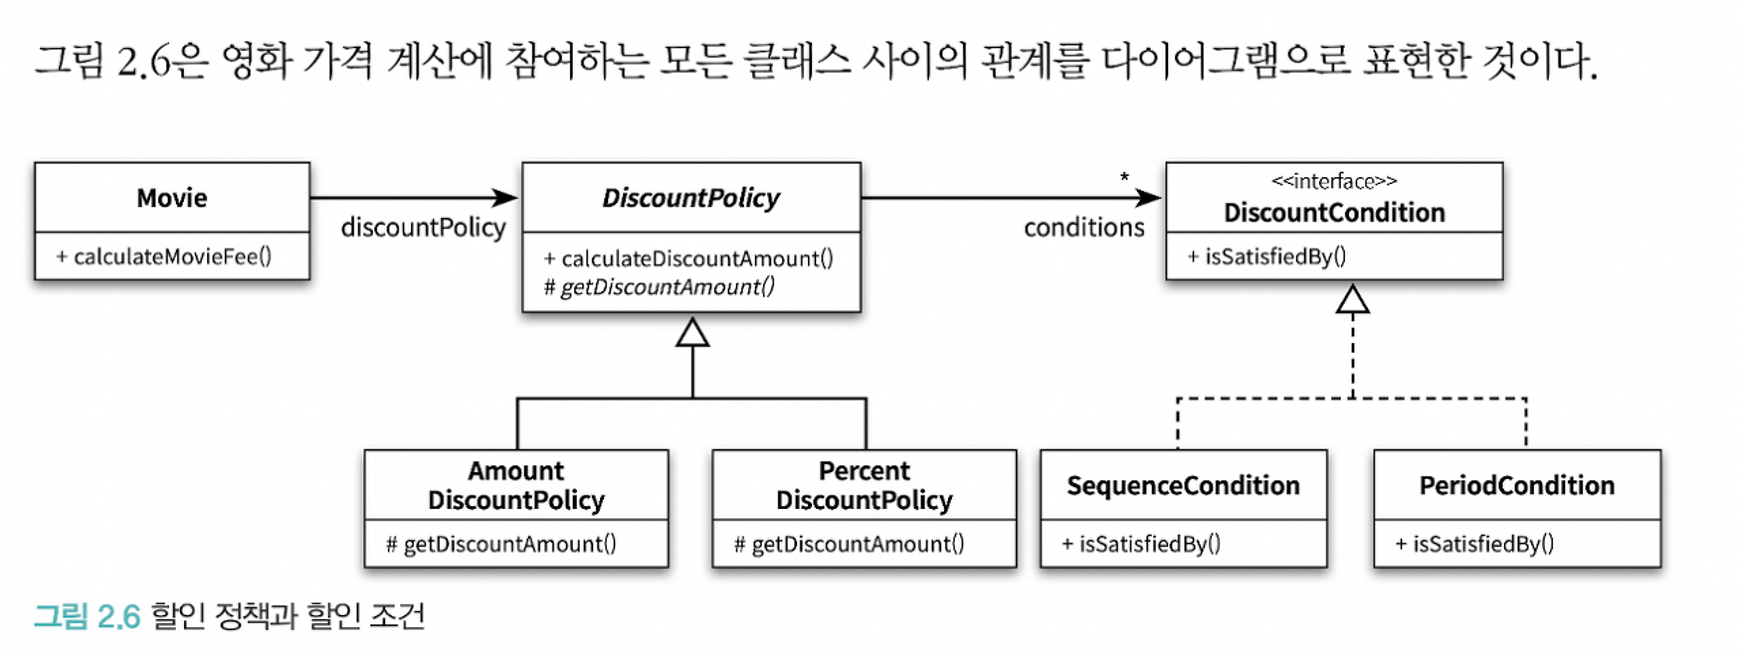 그림 2.6은 영화 가격 계산에 참여하는 모든 클래스 사이의 관계를 다이어그램으로 표현한 것이다.
Movie
+ calculateMovieFee()
discountPolicy
DiscountPolicy
+ calculateDiscountAmount()
# getDiscountAmount()
*
conditions
<<interface>>
DiscountCondition
+ isSatisfiedBy()
Amount
DiscountPolicy
# getDiscountAmount()
Percent
DiscountPolicy
# getDiscountAmount()
SequenceCondition
+ isSatisfiedBy()
PeriodCondition
+ isSatisfiedBy()
그림 2.6 할인 정책과 할인 조건